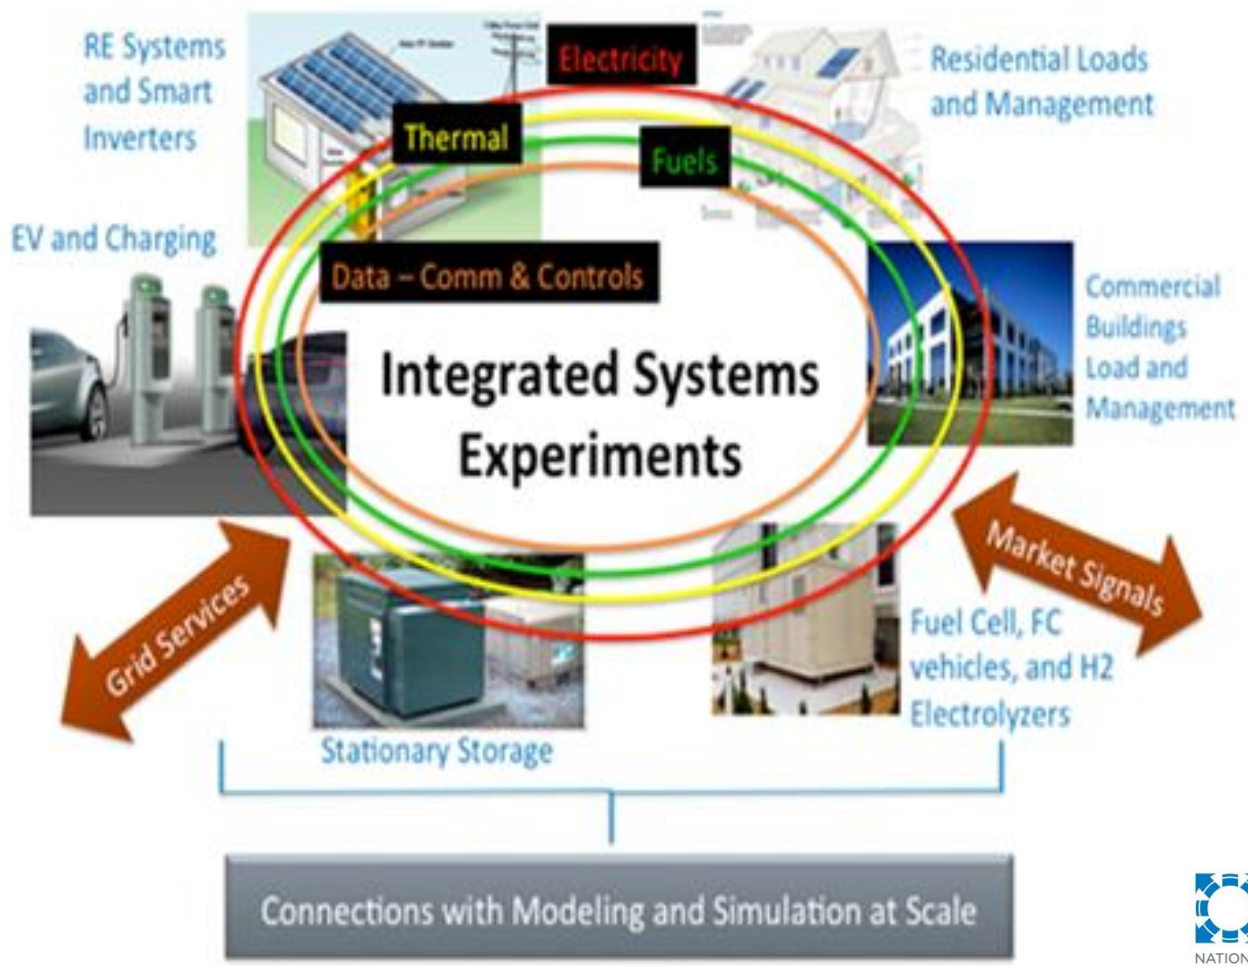 RE Systems
and Smart
Inverters
Electricity
Residential Loads
and Management
Thermal
Fuels
EV and Charging
Data – Comm & Controls
Commercial
Buildings
Load and
Management
Integrated Systems
Experiments
Market Signals
Grid Services
Fuel Cell, FC
vehicles, and H2
Electrolyzers
Stationary Storage
Connections with Modeling and Simulation at Scale
NATION